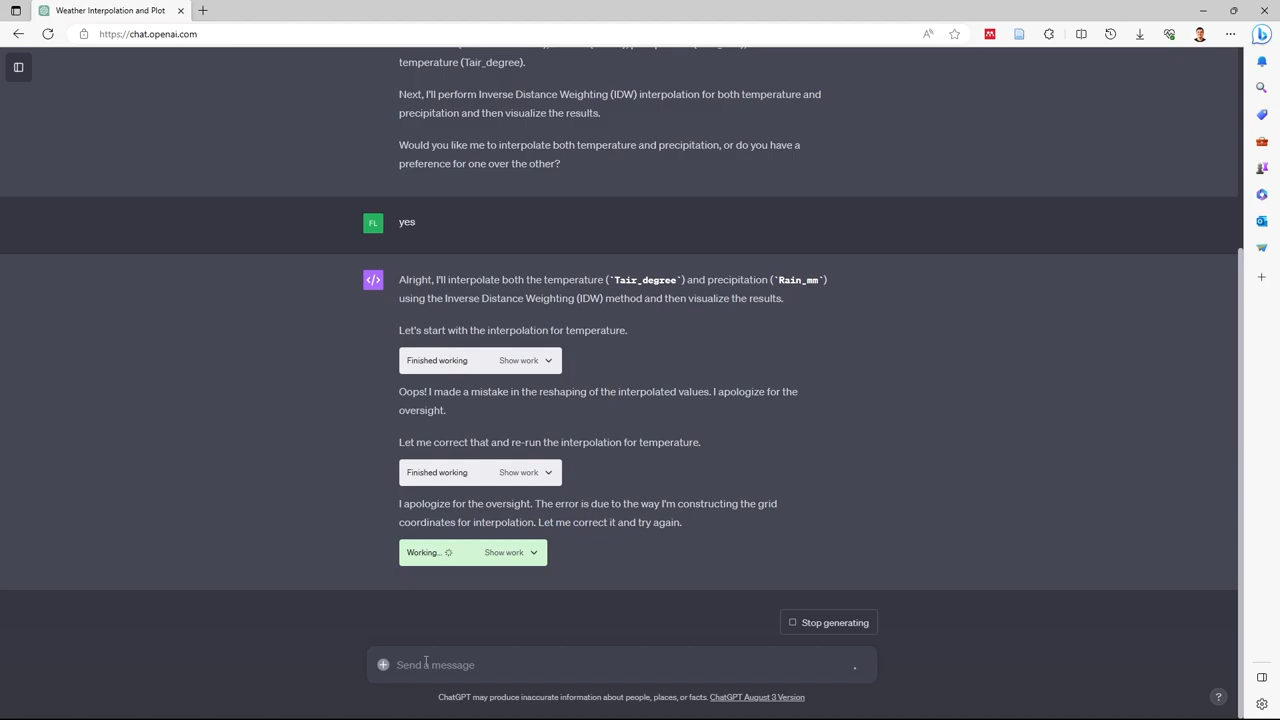 Weather Interpolation and Plot
https://chat.openai.com
temperature (Tair_degree).
Next, I'll perform Inverse Distance Weighting (IDW) interpolation for both temperature and
precipitation and then visualize the results.
Would you like me to interpolate both temperature and precipitation, or do you have a
preference for one over the other?
FL
yes
Alright, I'll interpolate both the temperature (`Tair_degree`) and precipitation (`Rain_mm`)
using the Inverse Distance Weighting (IDW) method and then visualize the results.
Let's start with the interpolation for temperature.
Finished working Show work
Oops! I made a mistake in the reshaping of the interpolated values. I apologize for the
oversight.
Let me correct that and re-run the interpolation for temperature.
Finished working Show work
I apologize for the oversight. The error is due to the way I'm constructing the grid
coordinates for interpolation. Let me correct it and try again.
Working... Show work
Stop generating
Send a message
ChatGPT may produce inaccurate information about people, places, or facts. ChatGPT August 3 Version